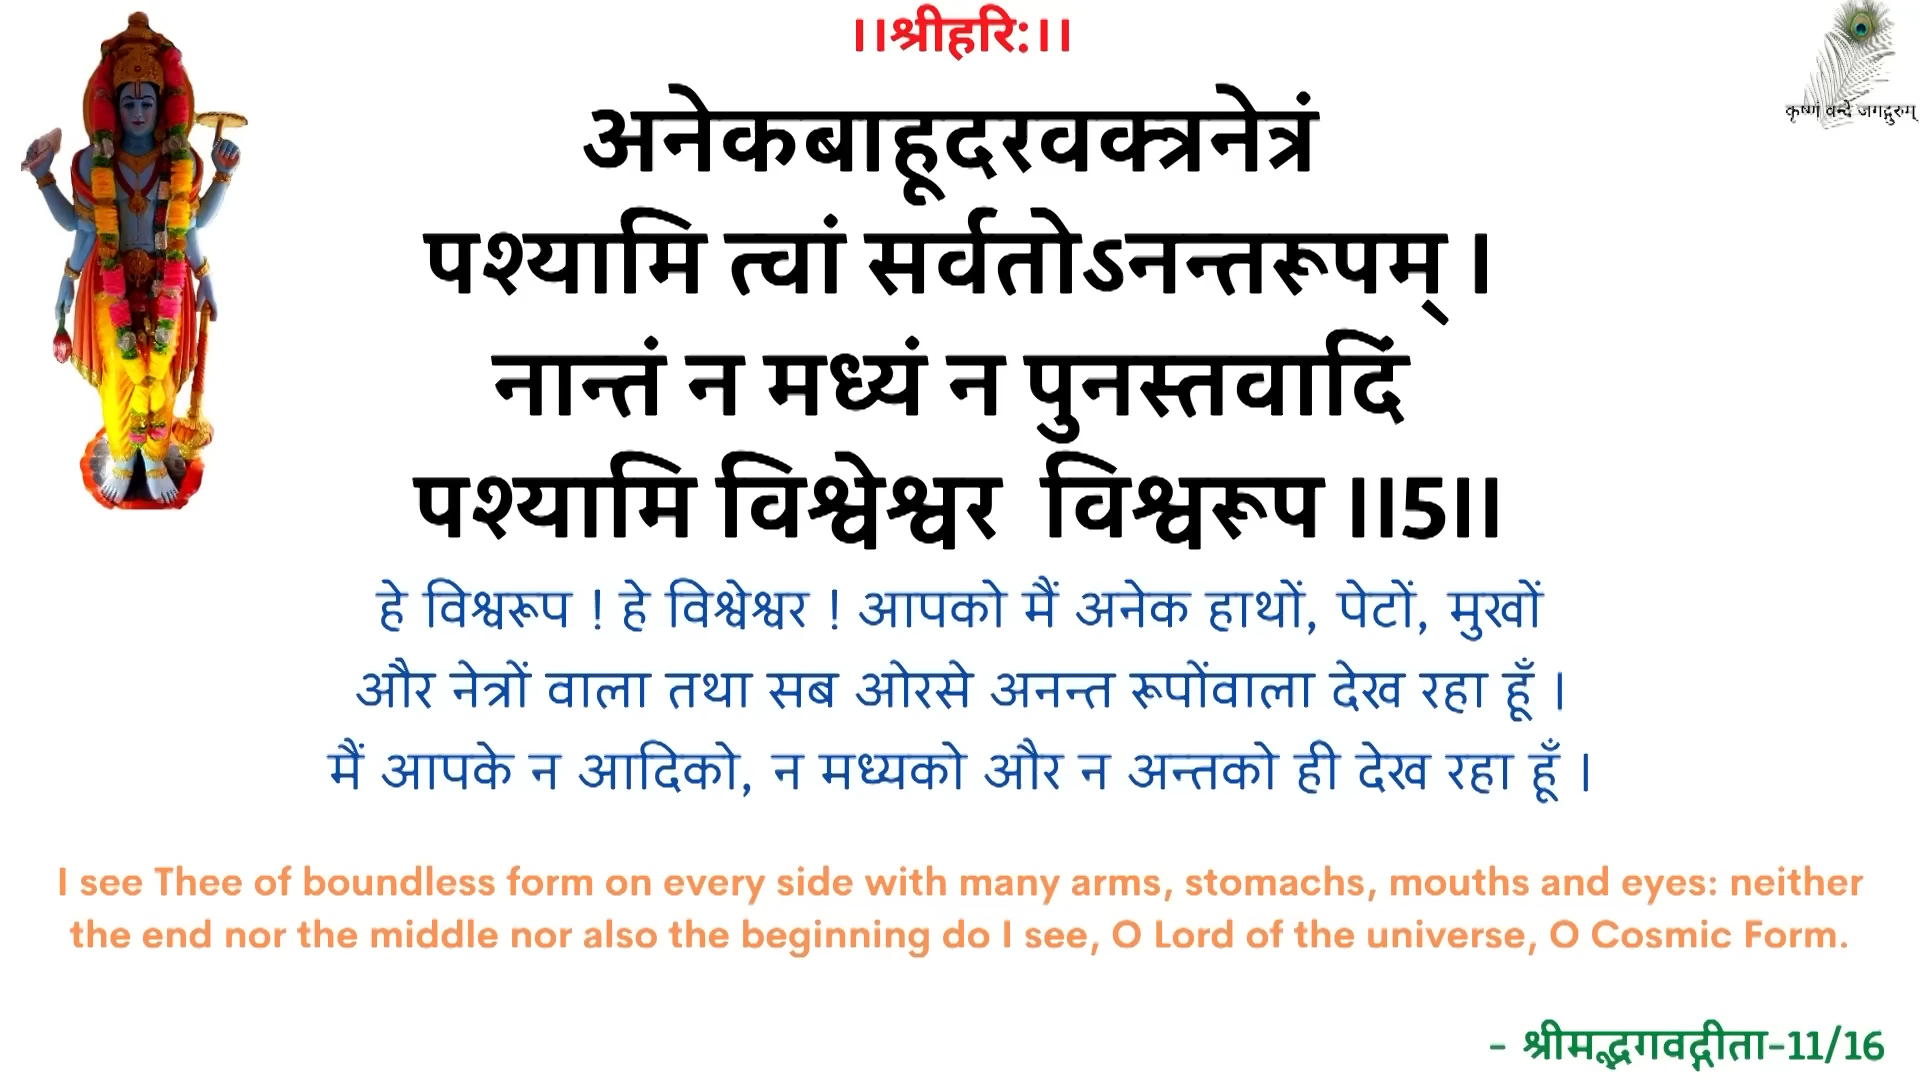 ।।श्रीहरि:।।
कृष्णं वन्दे जगद्गुरुम्
अनेकबाहूदरवक्त्रनेत्रं
पश्यामि त्वां सर्वतोऽनन्तरूपम् ।
नान्तं न मध्यं न पुनस्तवादिं
पश्यामि विश्वेश्वर विश्वरूप ।।5।।
हे विश्वरूप ! हे विश्वेश्वर ! आपको मैं अनेक हाथों, पेटों, मुखों
और नेत्रों वाला तथा सब ओरसे अनन्त रूपोंवाला देख रहा हूँ ।
मैं आपके न आदिको, न मध्यको और न अन्तको ही देख रहा हूँ ।
I see Thee of boundless form on every side with many arms, stomachs, mouths and eyes: neither
the end nor the middle nor also the beginning do I see, O Lord of the universe, O Cosmic Form.
- श्रीमद्भगवद्गीता-11/16